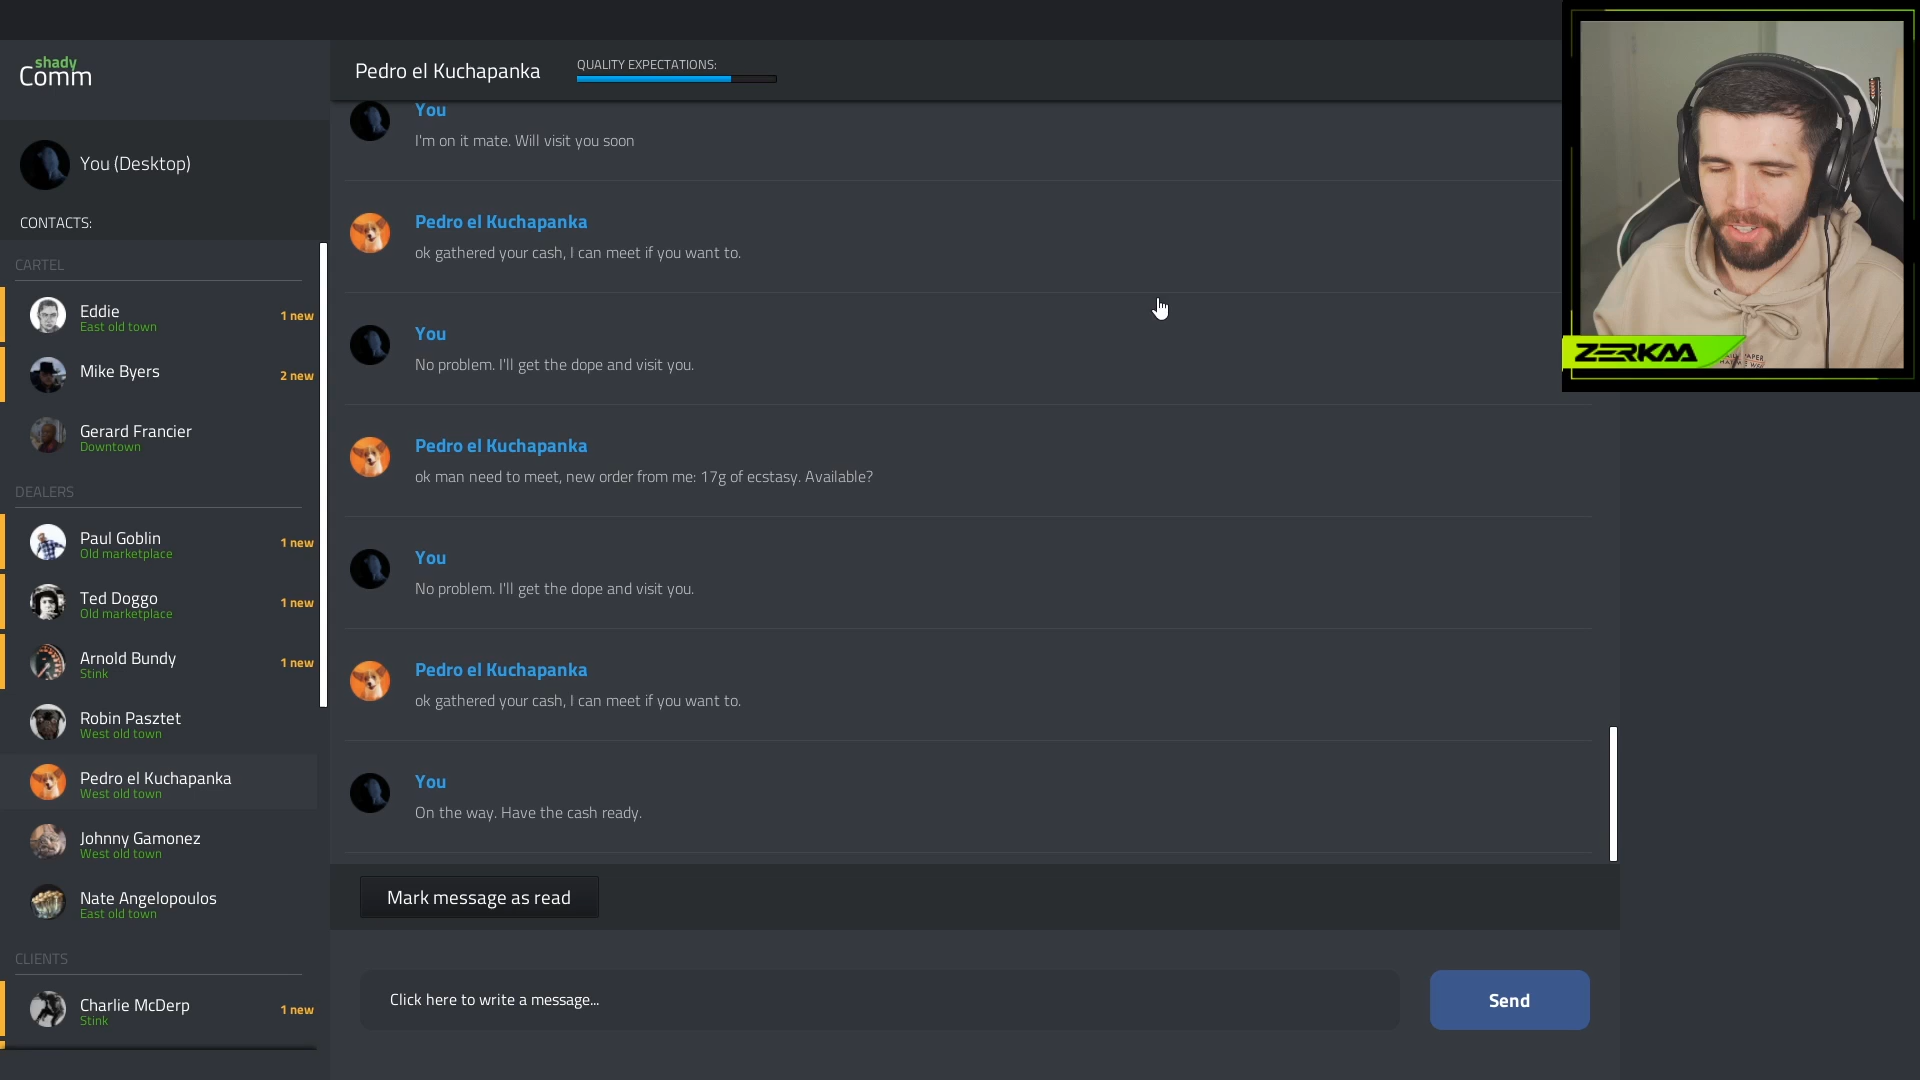 shady
Comm
You (Desktop)
CONTACTS:
CARTEL
Eddie
East old town
1 new
Mike Byers
2 new
Gerard Francier
Downtown
DEALERS
Paul Goblin
Old marketplace
1 new
Ted Doggo
Old marketplace
1 new
Arnold Bundy
Stink
1 new
Robin Pasztet
West old town
Pedro el Kuchapanka
West old town
Johnny Gamonez
West old town
Nate Angelopoulos
East old town
CLIENTS
Charlie McDerp
Stink
1 new
Pedro el Kuchapanka
QUALITY EXPECTATIONS:
You
I'm on it mate. Will visit you soon
Pedro el Kuchapanka
ok gathered your cash, I can meet if you want to.
You
No problem. I'll get the dope and visit you.
Pedro el Kuchapanka
ok man need to meet, new order from me: 17g of ecstasy. Available?
You
No problem. I'll get the dope and visit you.
Pedro el Kuchapanka
ok gathered your cash, I can meet if you want to.
You
On the way. Have the cash ready.
Mark message as read
Click here to write a message...
Send
ZERKAA